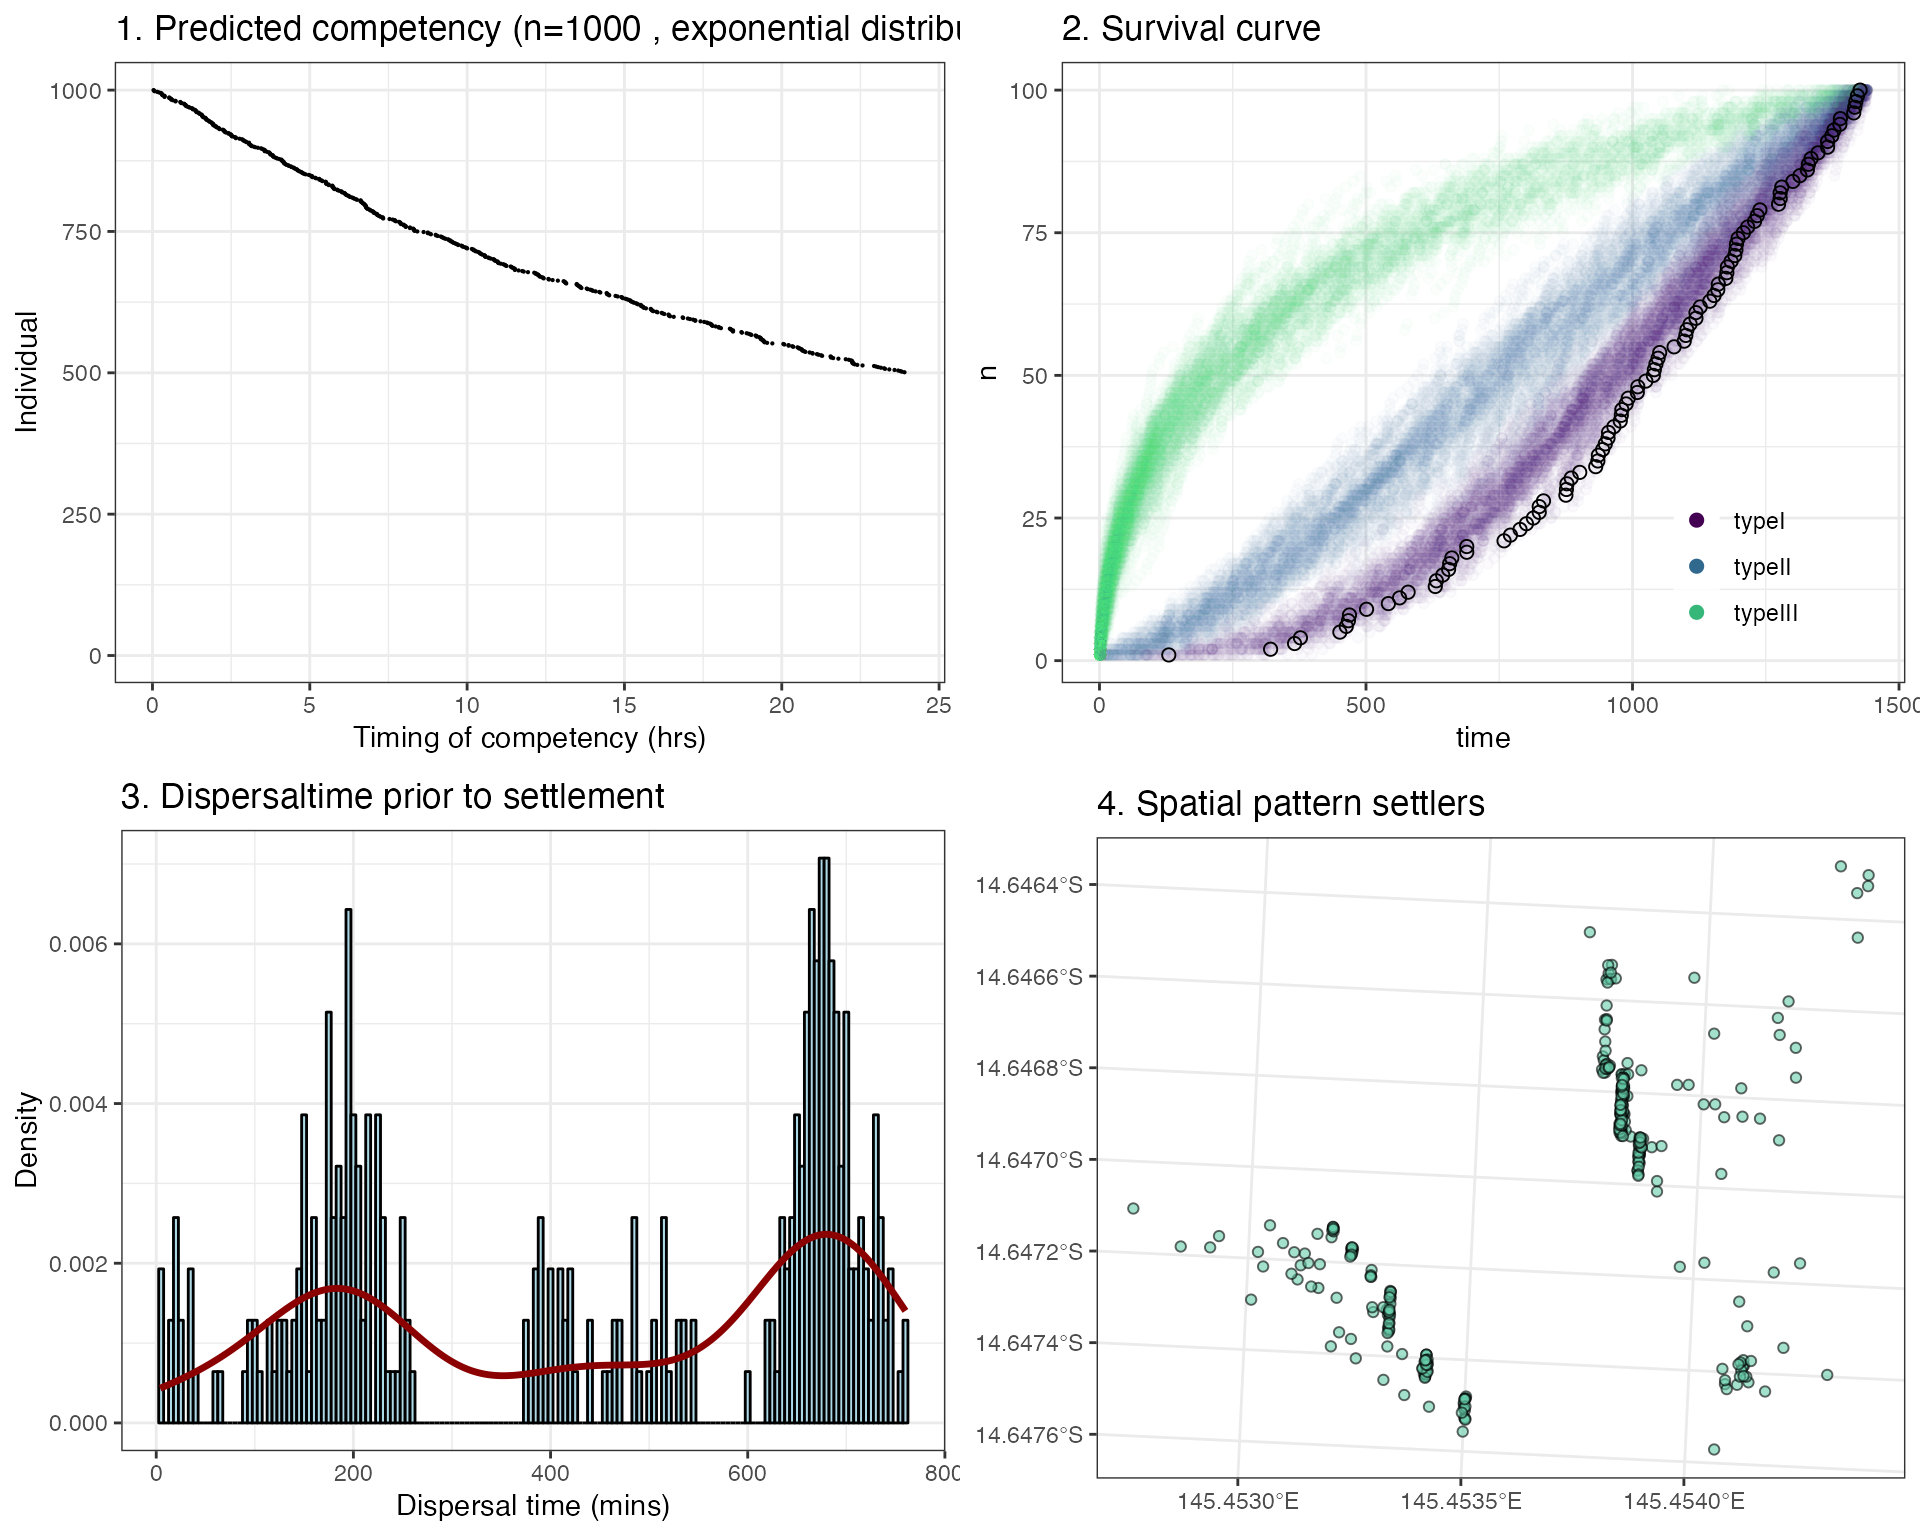 1. Predicted competency (n=1000 , exponential distribu
1000
750
500
250
0
Individual
0 5 10 15 20 25
Timing of competency (hrs)
2. Survival curve
100
75
50
25
0
n
typeI
typeII
typeIII
0 500 1000 1500
time
3. Dispersaltime prior to settlement
0.006
0.004
0.002
0.000
Density
0 200 400 600 800
Dispersal time (mins)
4. Spatial pattern settlers
14.6464°S
14.6466°S
14.6468°S
14.6470°S
14.6472°S
14.6474°S
14.6476°S
145.4530°E 145.4535°E 145.4540°E